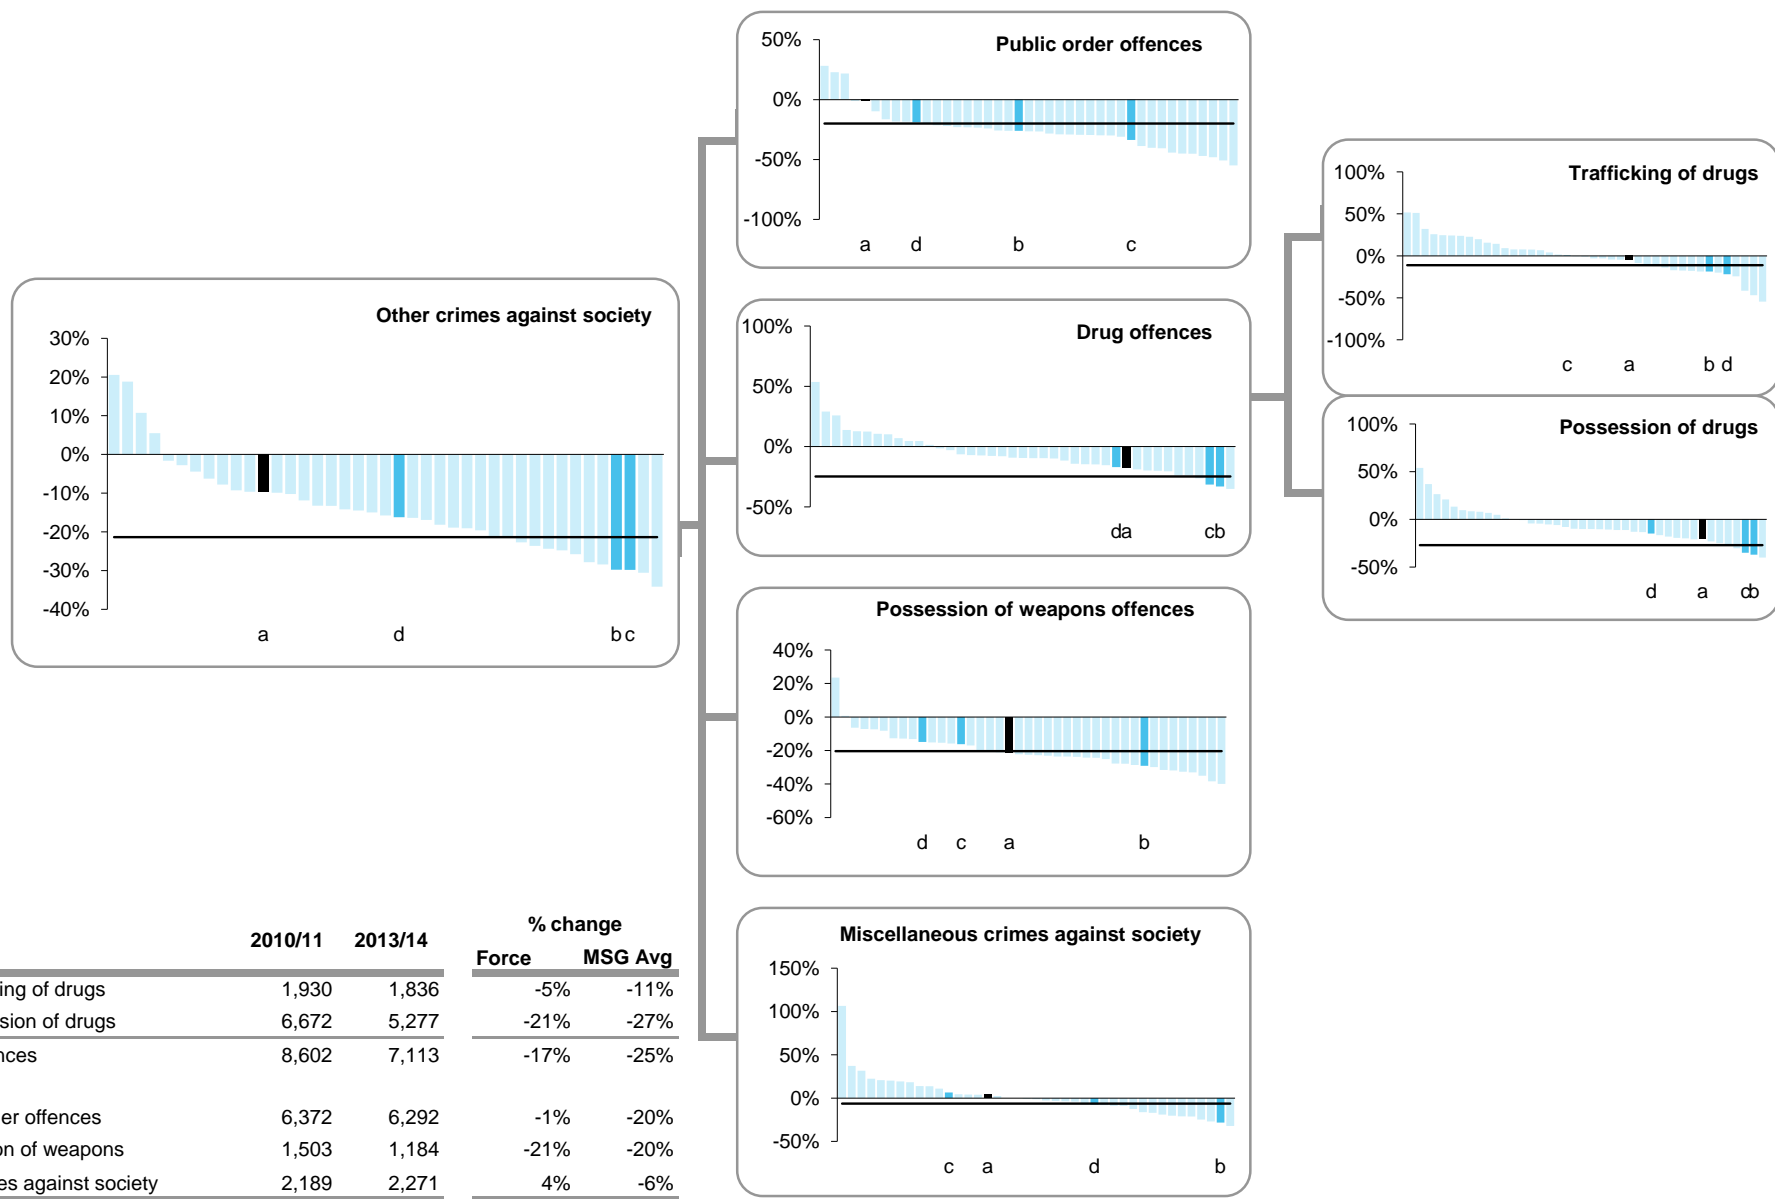 Public order offences
50%
0%
-50%
-100%
a d b c
Trafficking of drugs
100%
50%
0%
-50%
-100%
c a b d
Other crimes against society
30%
20%
10%
0%
-10%
-20%
-30%
-40%
a d b c
Drug offences
100%
50%
0%
-50%
da cb
Possession of drugs
100%
50%
0%
-50%
d a cb
Possession of weapons offences
40%
20%
0%
-20%
-40%
-60%
d c a b
Miscellaneous crimes against society
150%
100%
50%
0%
-50%
c a d b
% change
2010/11 2013/14
Force MSG Avg
ing of drugs 1,930 1,836 -5% -11%
sion of drugs 6,672 5,277 -21% -27%
nces 8,602 7,113 -17% -25%
er offences 6,372 6,292 -1% -20%
on of weapons 1,503 1,184 -21% -20%
es against society 2,189 2,271 4% -6%